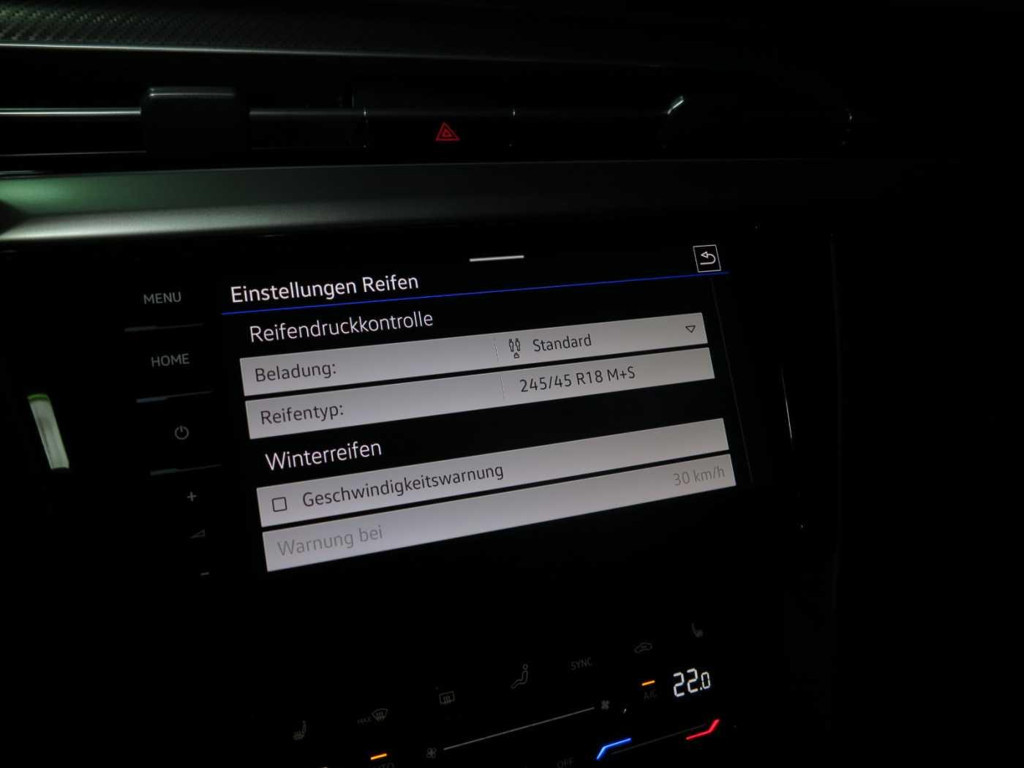 MENU
Einstellungen Reifen
Reifendruckkontrolle
HOME
Beladung: Standard
Reifentyp: 245/45 R18 M+S
Winterreifen
Geschwindigkeitswarnung
Warnung bei 30 km/h
+
-
SYNC
A/C
22.0
OFF